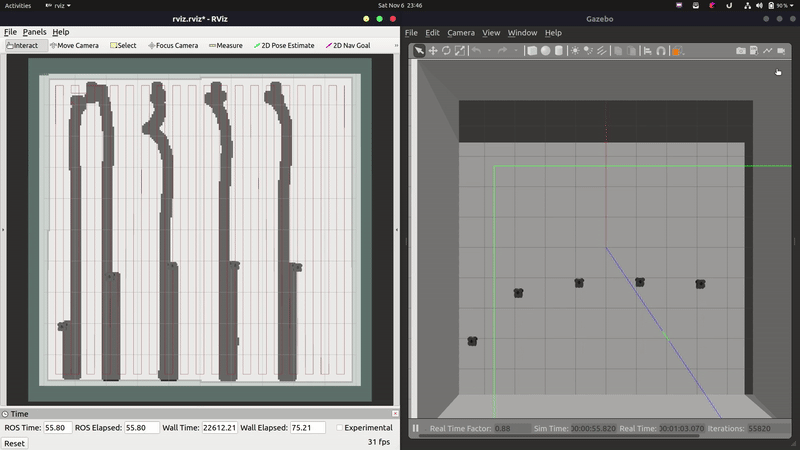 Activities
rviz
Sat Nov 6 23:46
90%
rviz.rviz* - RViz
File Panels Help
Interact Move Camera Select Focus Camera Measure 2D Pose Estimate 2D Nav Goal
Time
ROS Time: 55.80 ROS Elapsed: 55.80 Wall Time: 22612.21 Wall Elapsed: 75.21 Experimental
Reset
31 fps
Gazebo
File Edit Camera View Window Help
Real Time Factor: 0.88 Sim Time: 00:00:55.820 Real Time: 00:01:03.070 Iterations: 55820